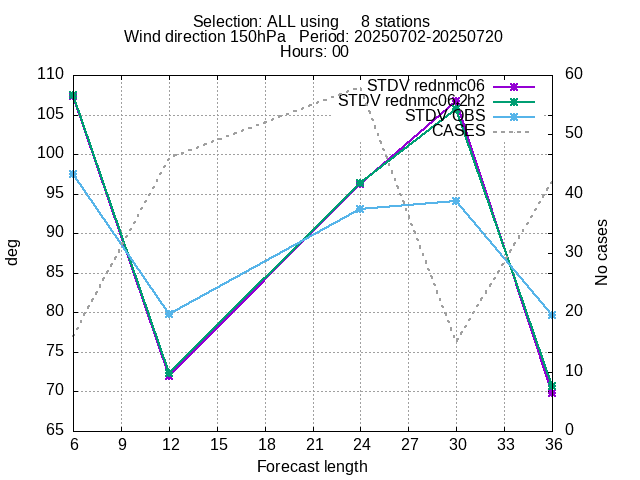 Selection: ALL using 8 stations
Wind direction 150hPa Period: 20250702-20250720
Hours: 00
STDV rednmc06
STDV rednmc06r2h2
STDV OBS
CASES
110
105
100
95
90
85
80
75
70
65
60
50
40
30
20
10
0
deg
No cases
6 9 12 15 18 21 24 27 30 33 36
Forecast length